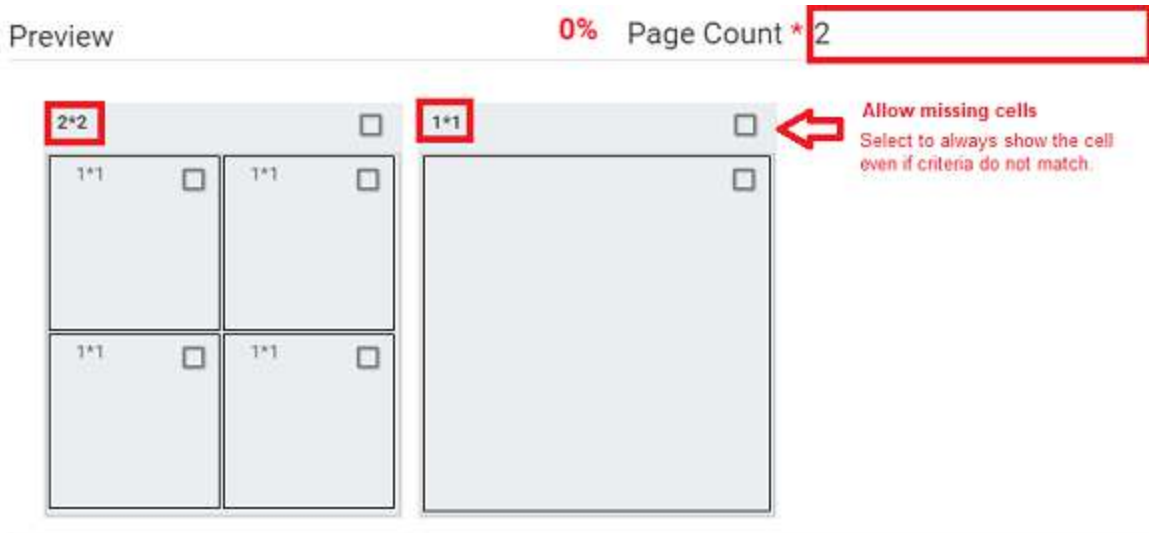 Preview 0% Page Count * 2
2*2 1*1 Allow missing cells
Select to always show the cell
even if criteria do not match.
1*1 1*1
1*1 1*1